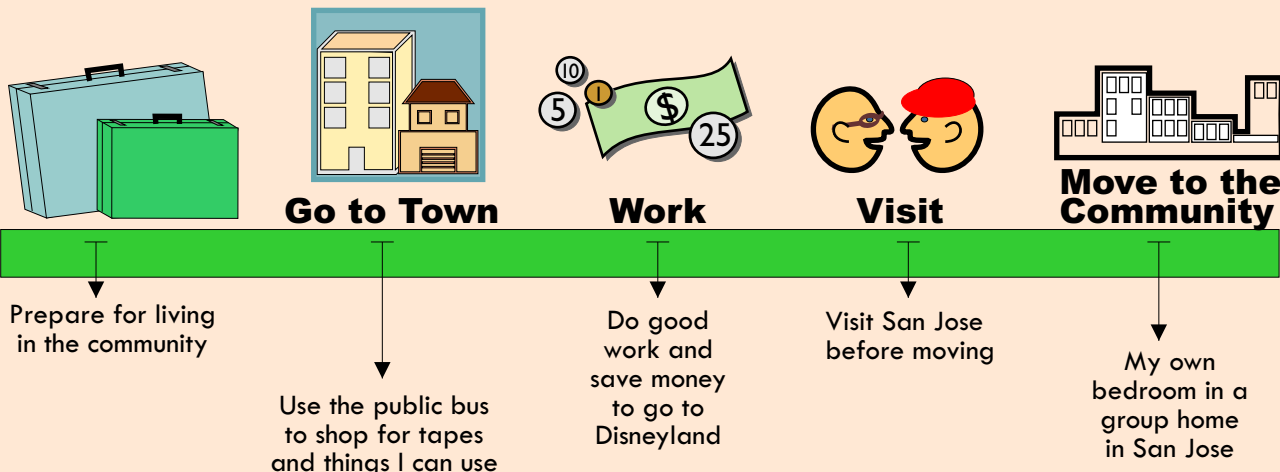 10
5
1
$
25
Go to Town
Work
Visit
Move to the
Community
Prepare for living
in the community
Use the public bus
to shop for tapes
and things I can use
Do good
work and
save money
to go to
Disneyland
Visit San Jose
before moving
My own
bedroom in a
group home
in San Jose